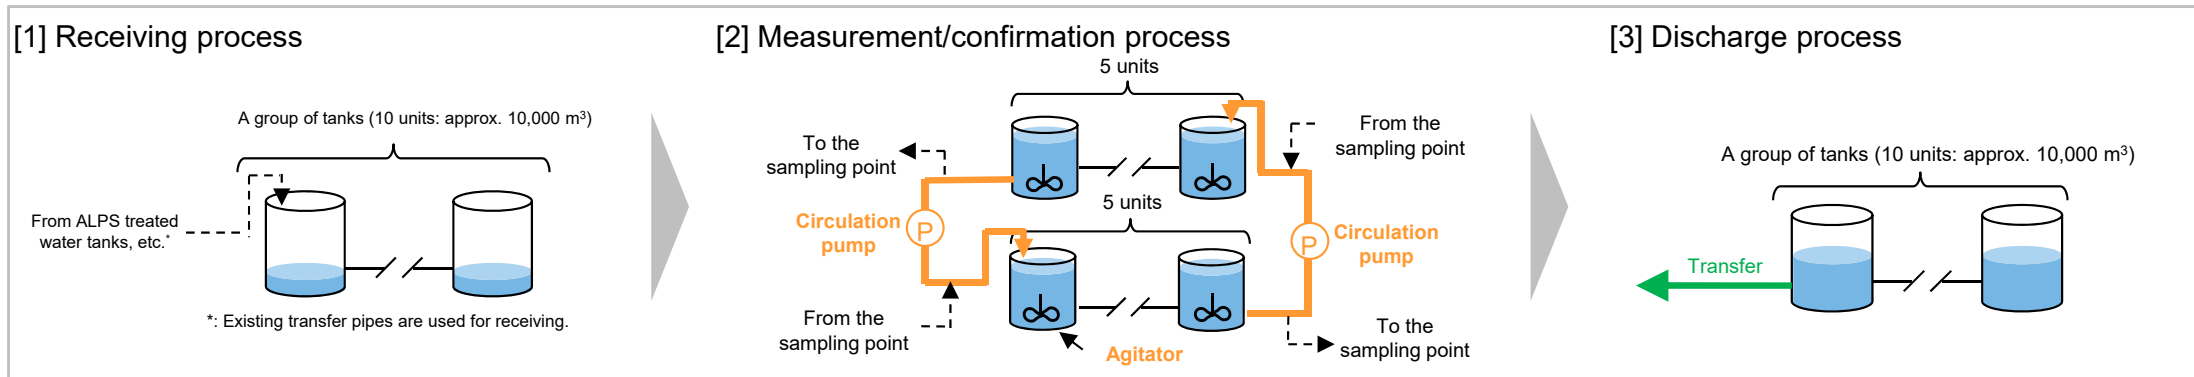 [1] Receiving process
A group of tanks (10 units: approx. 10,000 m³)
From ALPS treated
water tanks, etc.*
*: Existing transfer pipes are used for receiving.
[2] Measurement/confirmation process
5 units
To the
sampling point
From the
sampling point
5 units
Circulation
pump
P
P
Circulation
pump
From the
sampling point
Agitator
To the
sampling point
[3] Discharge process
A group of tanks (10 units: approx. 10,000 m³)
Transfer